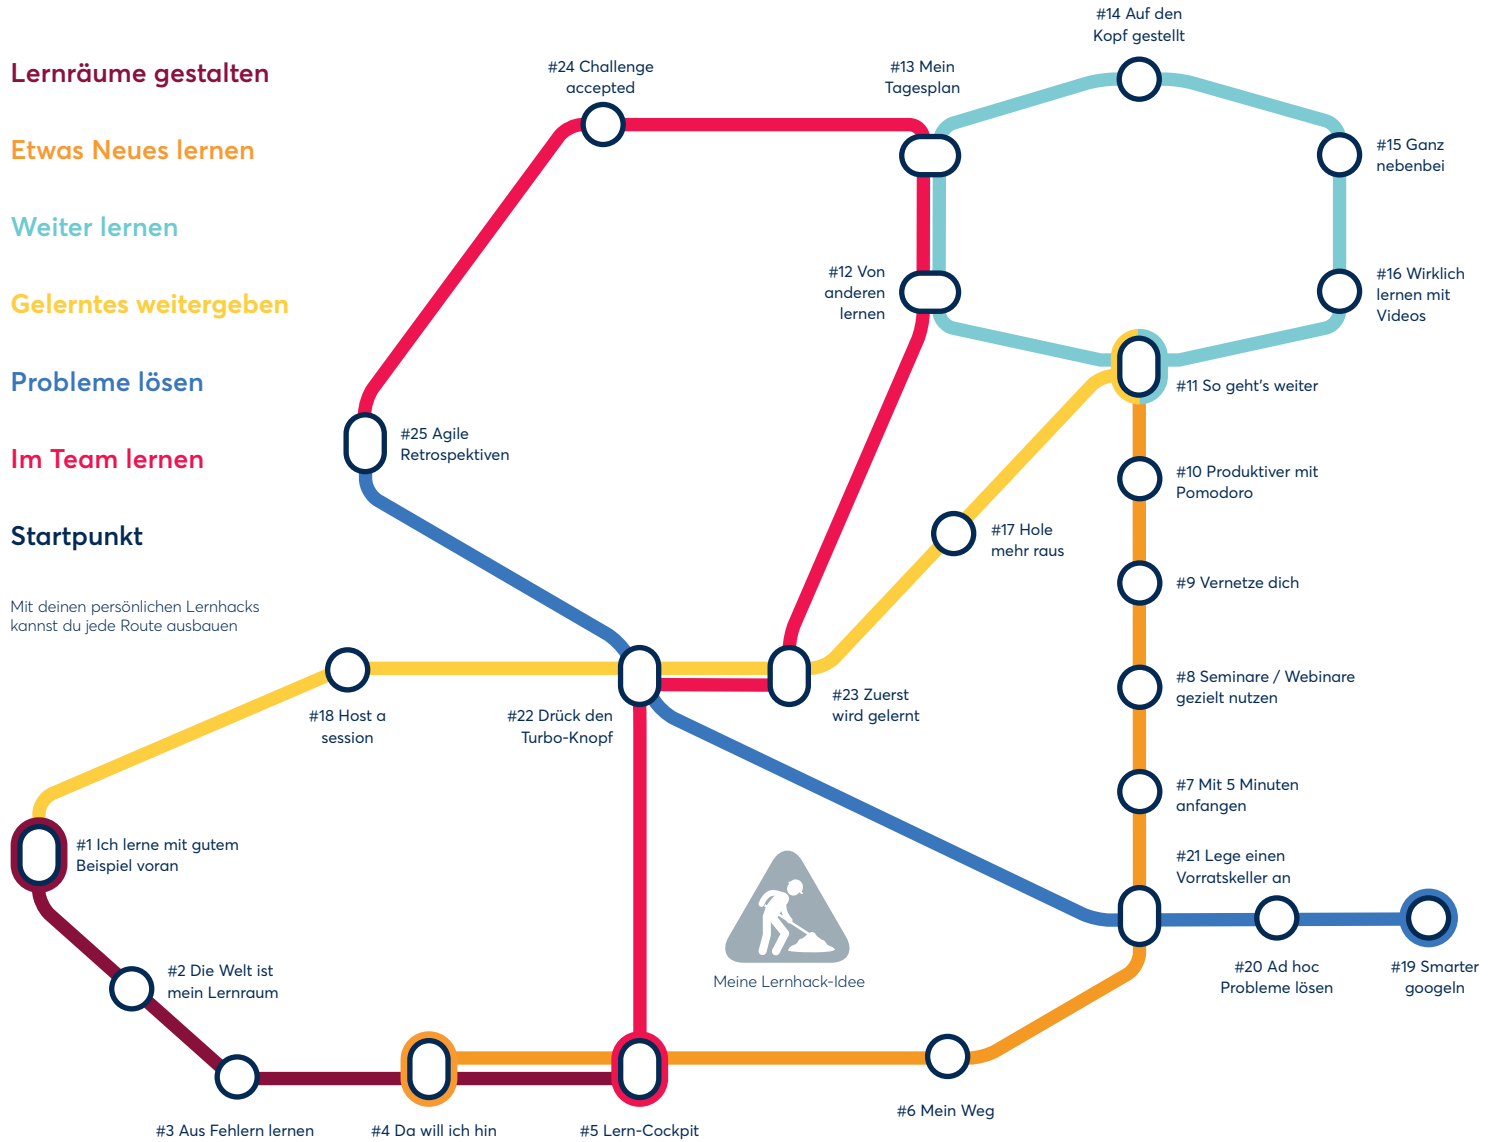 Lernräume gestalten
Etwas Neues lernen
Weiter lernen
Gelerntes weitergeben
Probleme lösen
Im Team lernen
Startpunkt
Mit deinen persönlichen Lernhacks
kannst du jede Route ausbauen
#14 Auf den
Kopf gestellt
#24 Challenge
accepted
#13 Mein
Tagesplan
#15 Ganz
nebenbei
#12 Von
anderen
lernen
#16 Wirklich
lernen mit
Videos
#11 So geht's weiter
#25 Agile
Retrospektiven
#10 Produktiver mit
Pomodoro
#17 Hole
mehr raus
#9 Vernetze dich
#8 Seminare / Webinare
gezielt nutzen
#23 Zuerst
wird gelernt
#18 Host a
session
#22 Drück den
Turbo-Knopf
#7 Mit 5 Minuten
anfangen
#1 Ich lerne mit gutem
Beispiel voran
#21 Lege einen
Vorratskeller an
#2 Die Welt ist
mein Lernraum
Meine Lernhack-Idee
#20 Ad hoc
Probleme lösen
#19 Smarter
googeln
#6 Mein Weg
#3 Aus Fehlern lernen
#4 Da will ich hin
#5 Lern-Cockpit